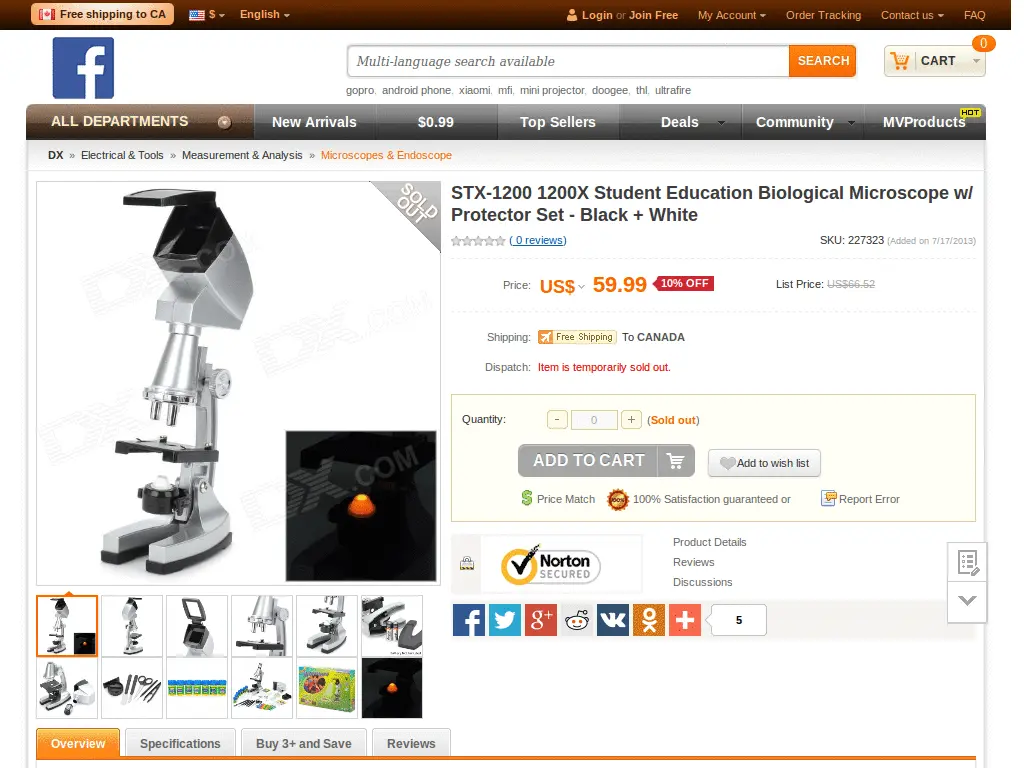 Free shipping to CA
$
English
Login or Join Free
My Account
Order Tracking
Contact us
FAQ
Multi-language search available
SEARCH
CART
0
gopro, android phone, xiaomi, mfi, mini projector, doogee, thl, ultrafire
ALL DEPARTMENTS
New Arrivals
$0.99
Top Sellers
Deals
Community
MVProducts
HOT
DX » Electrical & Tools » Measurement & Analysis » Microscopes & Endoscope
SOLD OUT
DX.COM
DX.COM
DX.COM
STX-1200 1200X Student Education Biological Microscope w/
Protector Set - Black + White
( 0 reviews)
SKU: 227323 (Added on 7/17/2013)
Price: US$ 59.99 10% OFF
List Price: US$66.52
Shipping: Free Shipping To CANADA
Dispatch: Item is temporarily sold out.
Quantity: - 0 + (Sold out)
ADD TO CART
Add to wish list
Price Match
100% Satisfaction guaranteed or
Report Error
Norton
SECURED
Product Details
Reviews
Discussions
5
Overview
Specifications
Buy 3+ and Save
Reviews